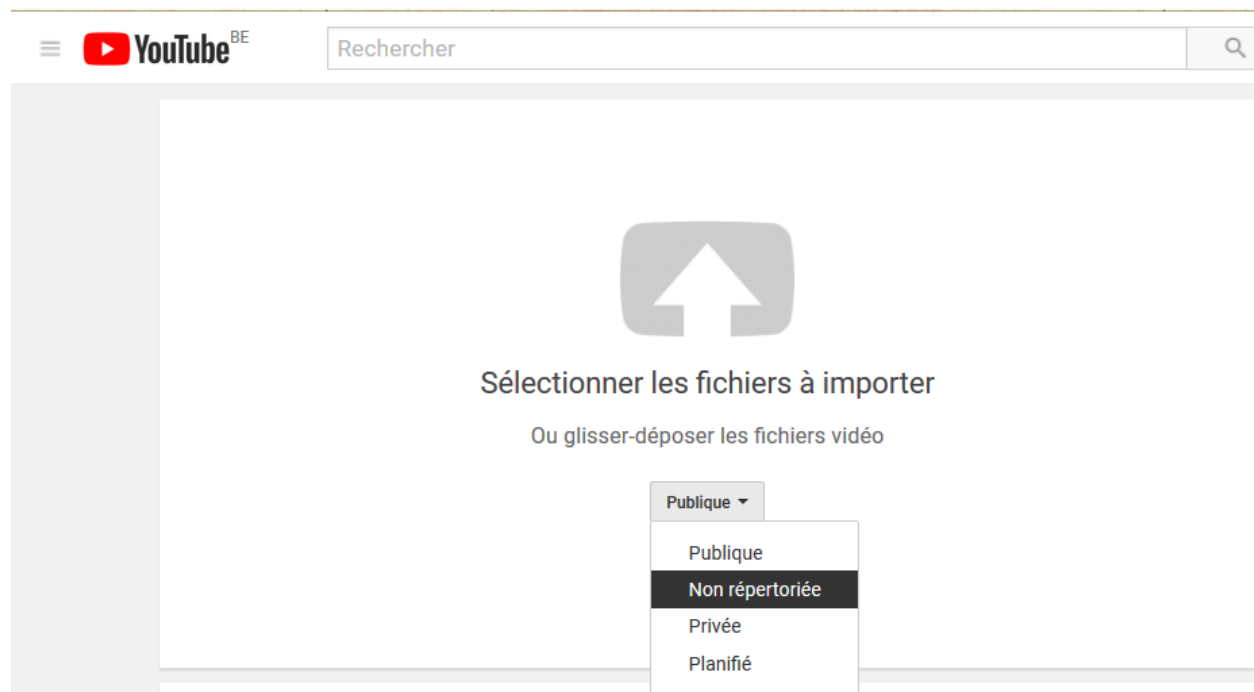 YouTube BE
Rechercher
Sélectionner les fichiers à importer
Ou glisser-déposer les fichiers vidéo
Publique
Publique
Non répertoriée
Privée
Planifié